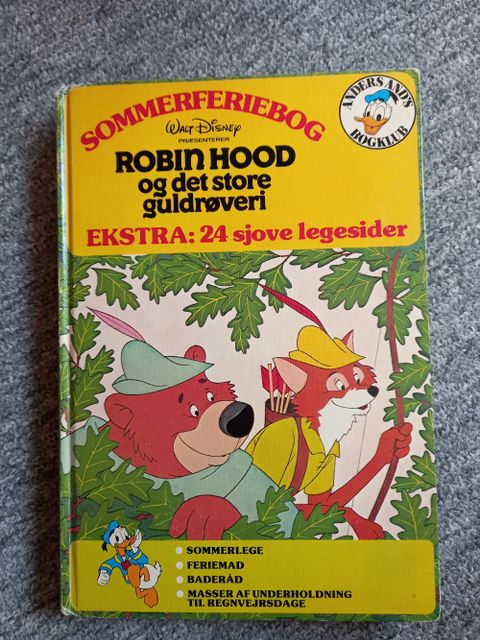 SOMMERFERIEBOG
ANDERS AND'S
BOGKLUB
WALT DISNEY
PRÆSENTERER
ROBIN HOOD
og det store
guldrøveri
EKSTRA: 24 sjove legesider
SOMMERLEGE
FERIEMAD
BADERÅD
MASSER AF UNDERHOLDNING
TIL REGNVEJRSDAGE